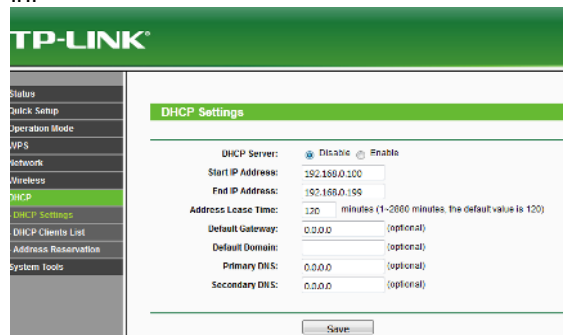 TP-LINK®
Status
Quick Setup
Operation Mode
WPS
Network
Wireless
DHCP
- DHCP Settings
- DHCP Clients List
- Address Reservation
System Tools
DHCP Settings
DHCP Server: Disable Enable
Start IP Address: 192.168.0.100
End IP Address: 192.168.0.199
Address Lease Time: 120 minutes (1~2880 minutes, the default value is 120)
Default Gateway: 0.0.0.0 (optional)
Default Domain: (optional)
Primary DNS: 0.0.0.0 (optional)
Secondary DNS: 0.0.0.0 (optional)
Save